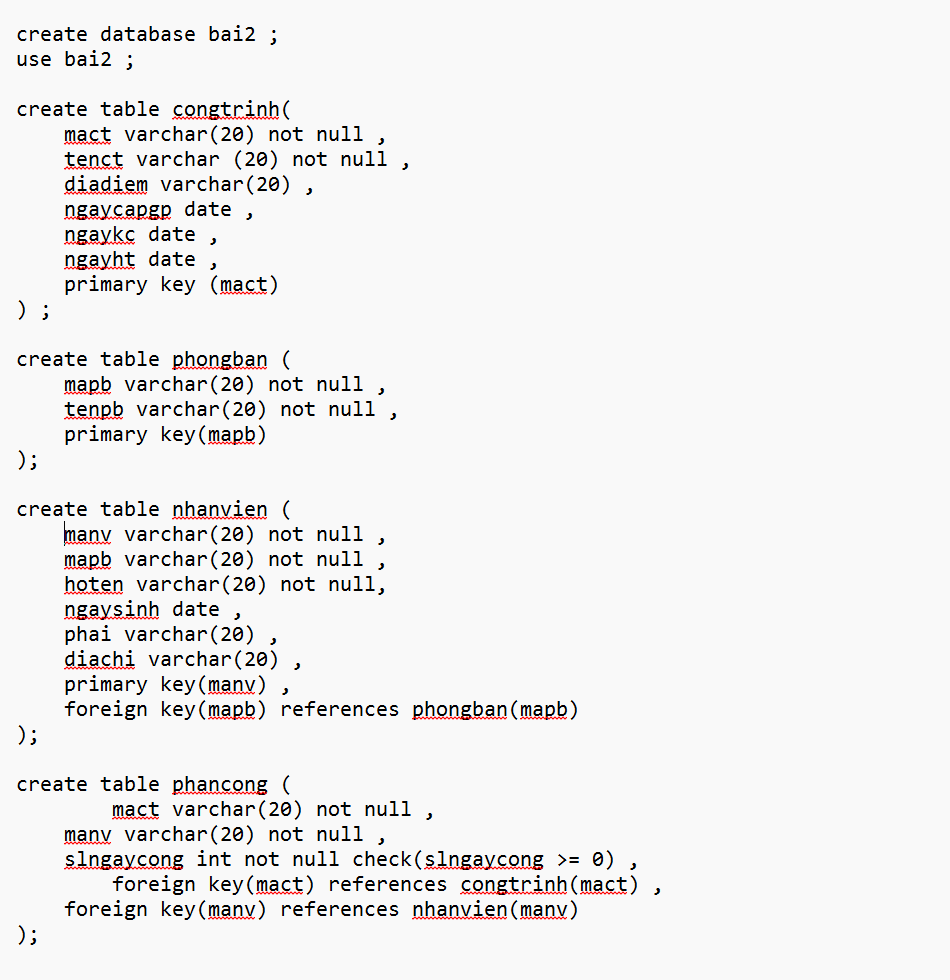 create database bai2 ;
use bai2 ;
create table congtrinh(
mact varchar(20) not null ,
tenct varchar (20) not null ,
diadiem varchar(20) ,
ngaycapgp date ,
ngaykc date ,
ngayht date ,
primary key (mact)
) ;
create table phongban (
mapb varchar(20) not null ,
tenpb varchar(20) not null ,
primary key(mapb)
);
create table nhanvien (
manv varchar(20) not null ,
mapb varchar(20) not null ,
hoten varchar(20) not null,
ngaysinh date ,
phai varchar(20) ,
diachi varchar(20) ,
primary key(manv) ,
foreign key(mapb) references phongban(mapb)
);
create table phancong (
mact varchar(20) not null ,
manv varchar(20) not null ,
slngaycong int not null check(slngaycong >= 0) ,
foreign key(mact) references congtrinh(mact) ,
foreign key(manv) references nhanvien(manv)
);